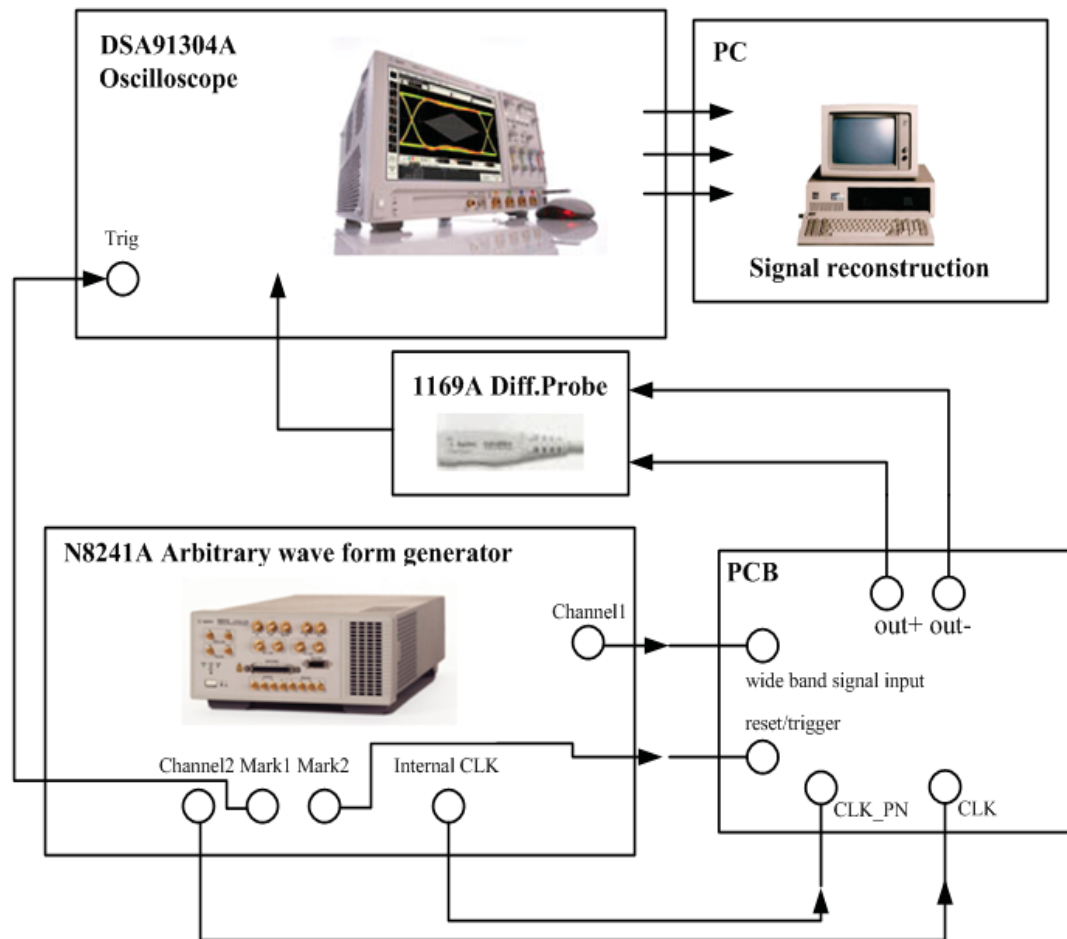 DSA91304A
Oscilloscope
PC
Trig
Signal reconstruction
1169A Diff.Probe
N8241A Arbitrary wave form generator
PCB
Channel1
out+ out-
wide band signal input
reset/trigger
Channel2 Mark1 Mark2
Internal CLK
CLK_PN
CLK